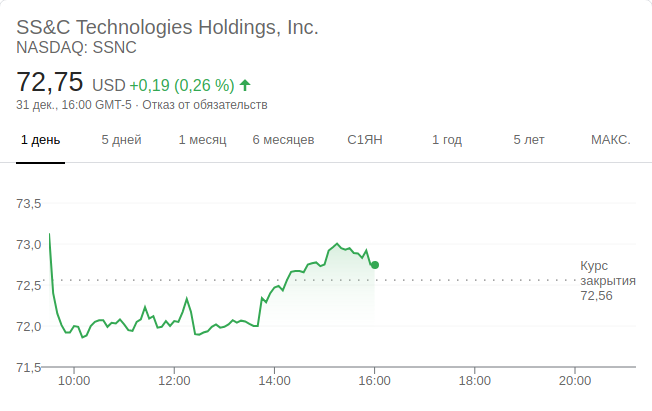 SS&C Technologies Holdings, Inc.
NASDAQ: SSNC
72,75 USD +0,19 (0,26 %)
31 дек., 16:00 GMT-5 · Отказ от обязательств
1 день 5 дней 1 месяц 6 месяцев С1ЯН 1 год 5 лет МАКС.
73,5
73,0
72,5
72,0
71,5
Курс
закрытия
72,56
10:00 12:00 14:00 16:00 18:00 20:00